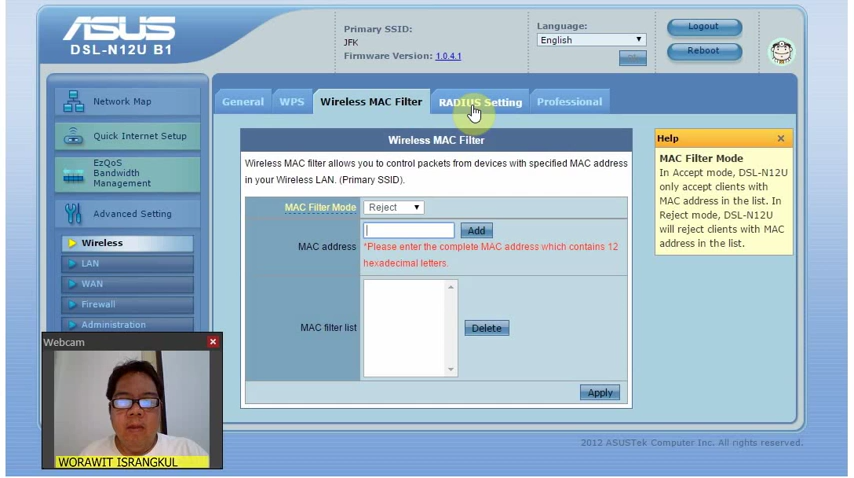 ASUS
DSL-N12U B1
Primary SSID:
JFK
Firmware Version: 1.0.4.1
Language:
English
Logout
Reboot
Network Map
Quick Internet Setup
EzQoS
Bandwidth
Management
Advanced Setting
Wireless
LAN
WAN
Firewall
Administration
General
WPS
Wireless MAC Filter
RADIUS Setting
Professional
Wireless MAC Filter
Wireless MAC filter allows you to control packets from devices with specified MAC address
in your Wireless LAN. (Primary SSID).
MAC Filter Mode
Reject
MAC address
Add
*Please enter the complete MAC address which contains 12
hexadecimal letters.
MAC filter list
Delete
Apply
Help
MAC Filter Mode
In Accept mode, DSL-N12U
only accept clients with
MAC address in the list. In
Reject mode, DSL-N12U
will reject clients with MAC
address in the list.
Webcam
WORAWIT ISRANGKUL
2012 ASUSTek Computer Inc. All rights reserved.